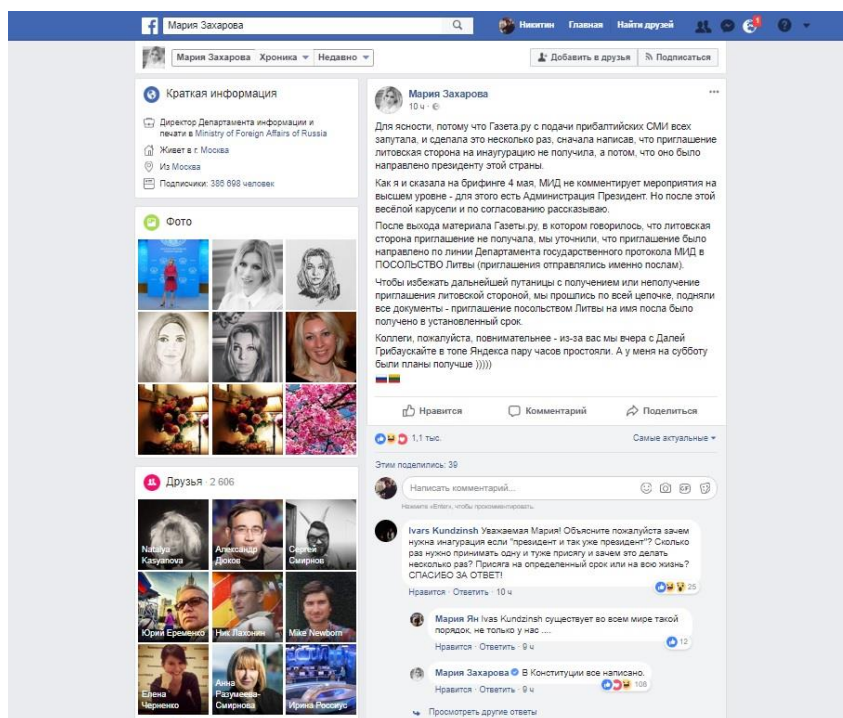 Мария Захарова
Никитин Главная Найти друзей
1
Мария Захарова Хроника Недавно
Добавить в друзья Подписаться
Краткая информация
Директор Департамента информации и
печати в Ministry of Foreign Affairs of Russia
Живет в г. Москва
Из Москва
Подписчики: 386 698 человек
Фото
Друзья · 2 606
Natalya
Kasyanova
Александр
Дюков
Сергей
Смирнов
Юрий Еременко
Ник Лахонин
Mike Newborn
Елена
Черненко
Анна
Разумеева-
Смирнова
Ирина Россиус
Мария Захарова
10 ч ·
Для ясности, потому что Газета.ру с подачи прибалтийских СМИ всех
запутала, и сделала это несколько раз, сначала написав, что приглашение
литовская сторона на инаугурацию не получила, а потом, что оно было
направлено президенту этой страны.
Как я и сказала на брифинге 4 мая, МИД не комментирует мероприятия на
высшем уровне - для этого есть Администрация Президент. Но после этой
весёлой карусели и по согласованию рассказываю.
После выхода материала Газеты.ру, в котором говорилось, что литовская
сторона приглашение не получала, мы уточнили, что приглашение было
направлено по линии Департамента государственного протокола МИД в
ПОСОЛЬСТВО Литвы (приглашения отправлялись именно послам).
Чтобы избежать дальнейшей путаницы с получением или неполучение
приглашения литовской стороной, мы прошлись по всей цепочке, подняли
все документы - приглашение посольством Литвы на имя посла было
получено в установленный срок.
Коллеги, пожалуйста, повнимательнее - из-за вас мы вчера с Далей
Грибаускайте в топе Яндекса пару часов простояли. А у меня на субботу
были планы получше )))))
Нравится Комментарий Поделиться
1,1 тыс. Самые актуальные
Этим поделились: 39
Написать комментарий...
GIF
Нажмите «Enter», чтобы прокомментировать.
Ivars Kundzinsh Уважаемая Мария! Объясните пожалуйста зачем
нужна инагурация если "президент и так уже президент"? Сколько
раз нужно принимать одну и туже присягу и зачем это делать
несколько раз? Присяга на определенный срок или на всю жизнь?
СПАСИБО ЗА ОТВЕТ!
25
Нравится · Ответить · 10 ч
Мария Ян Ivars Kundzinsh существует во всем мире такой
порядок, не только у нас ....
12
Нравится · Ответить · 9 ч
Мария Захарова В Конституции все написано.
108
Нравится · Ответить · 9 ч
Просмотреть другие ответы